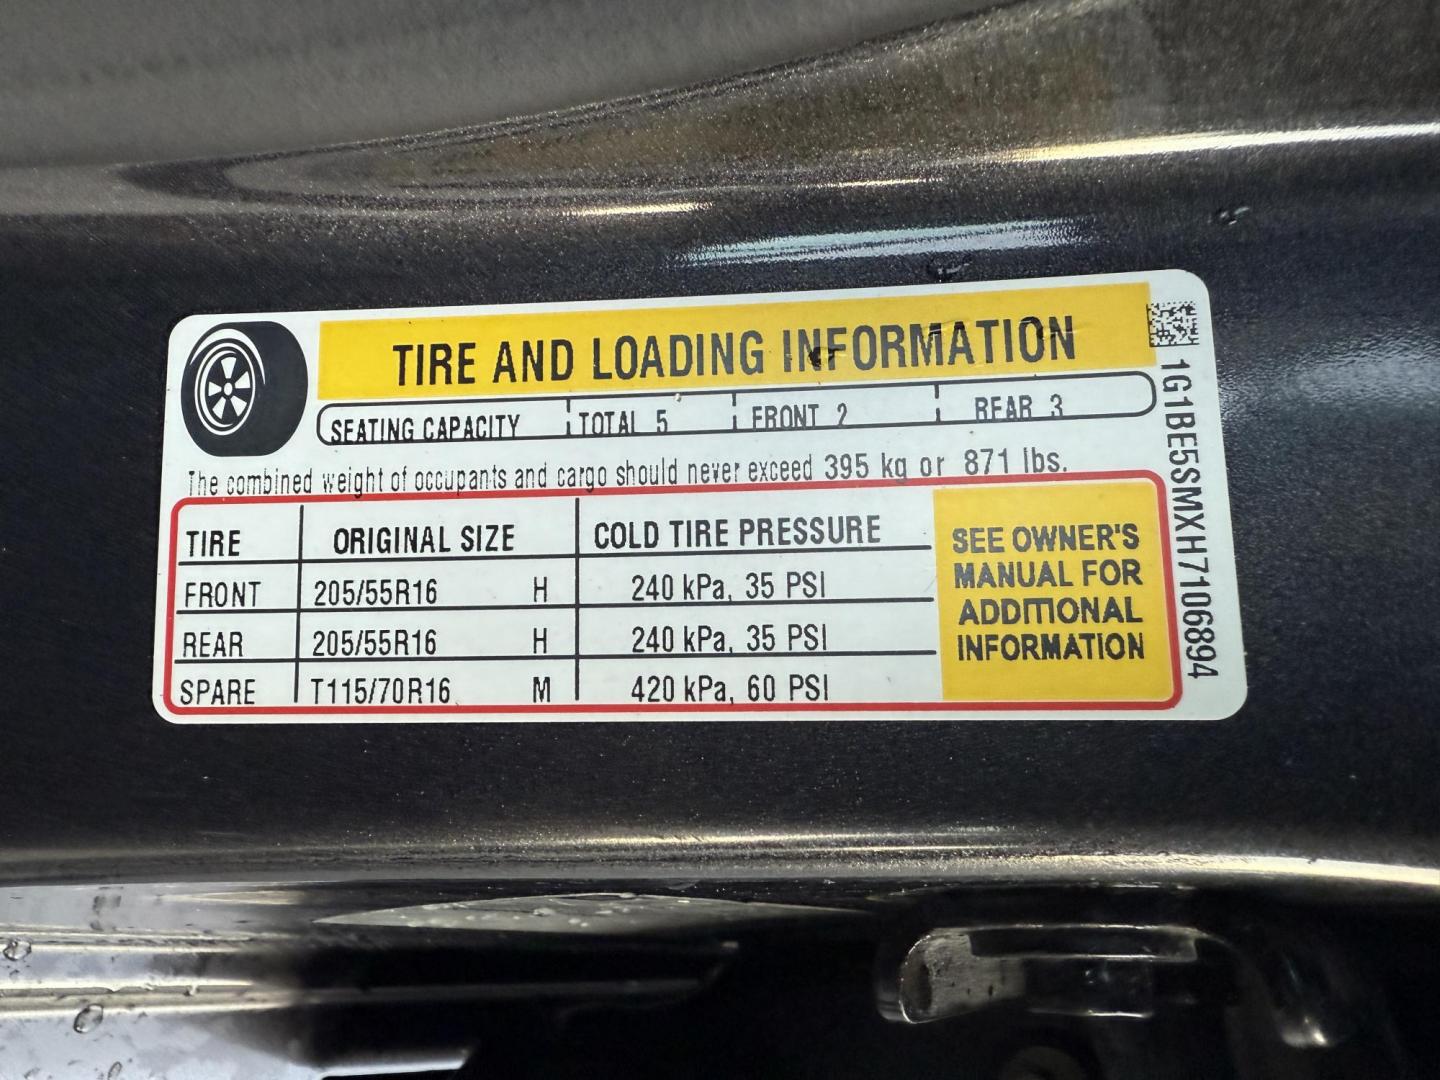 TIRE AND LOADING INFORMATION
SEATING CAPACITY TOTAL 5 FRONT 2 REAR 3
The combined weight of occupants and cargo should never exceed 395 kg or 871 lbs.
TIRE ORIGINAL SIZE COLD TIRE PRESSURE
FRONT 205/55R16 H 240 kPa, 35 PSI
REAR 205/55R16 H 240 kPa, 35 PSI
SPARE T115/70R16 M 420 kPa, 60 PSI
SEE OWNER'S
MANUAL FOR
ADDITIONAL
INFORMATION
1G1BE5SMXH7106894